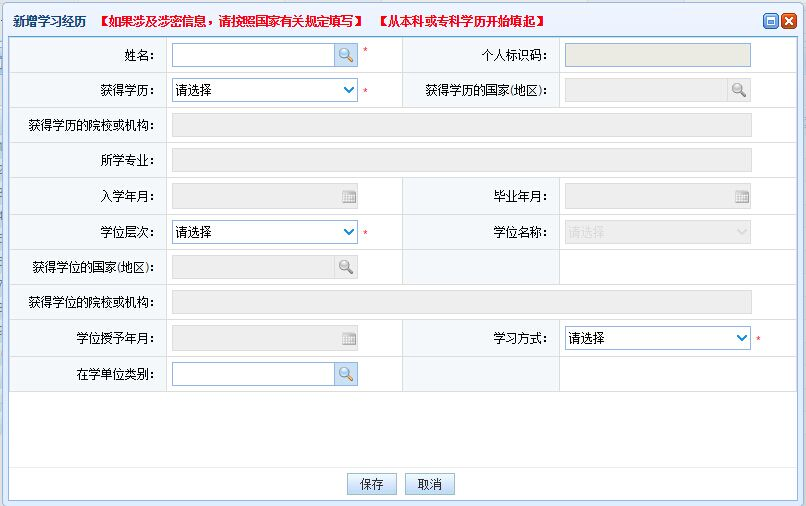 新增学习经历 【如果涉及涉密信息，请按照国家有关规定填写】 【从本科或专科学历开始填起】
姓名： * 个人标识码：
获得学历： 请选择 * 获得学历的国家(地区)：
获得学历的院校或机构：
所学专业：
入学年月： 毕业年月：
学位层次： 请选择 * 学位名称： 请选择
获得学位的国家(地区)：
获得学位的院校或机构：
学位授予年月： 学习方式： 请选择 *
在学单位类别：
保存 取消